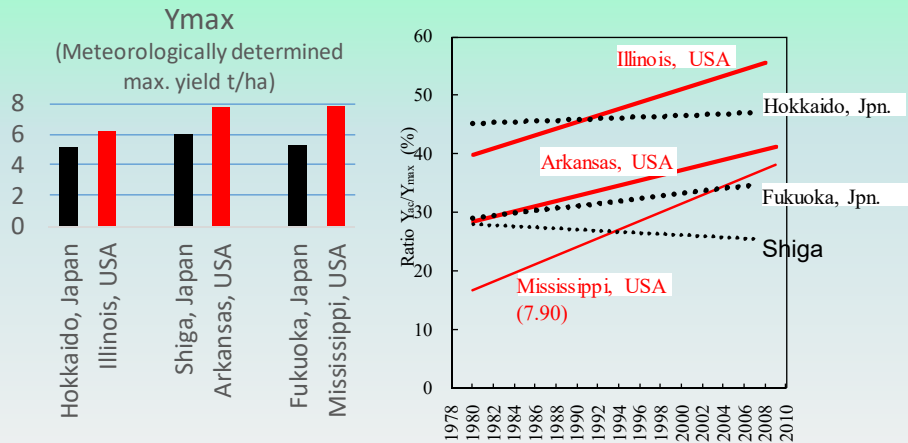 Ymax
(Meteorologically determined
max. yield t/ha)
8
6
4
2
0
Hokkaido, Japan
Illinois, USA
Shiga, Japan
Arkansas, USA
Fukuoka, Japan
Mississippi, USA
Ratio Yac/Ymax (%)
60
50
40
30
20
10
0
Illinois, USA
Hokkaido, Jpn.
Arkansas, USA
Fukuoka, Jpn.
Shiga
Mississippi, USA
(7.90)
1978
1980
1982
1984
1986
1988
1990
1992
1994
1996
1998
2000
2002
2004
2006
2008
2010